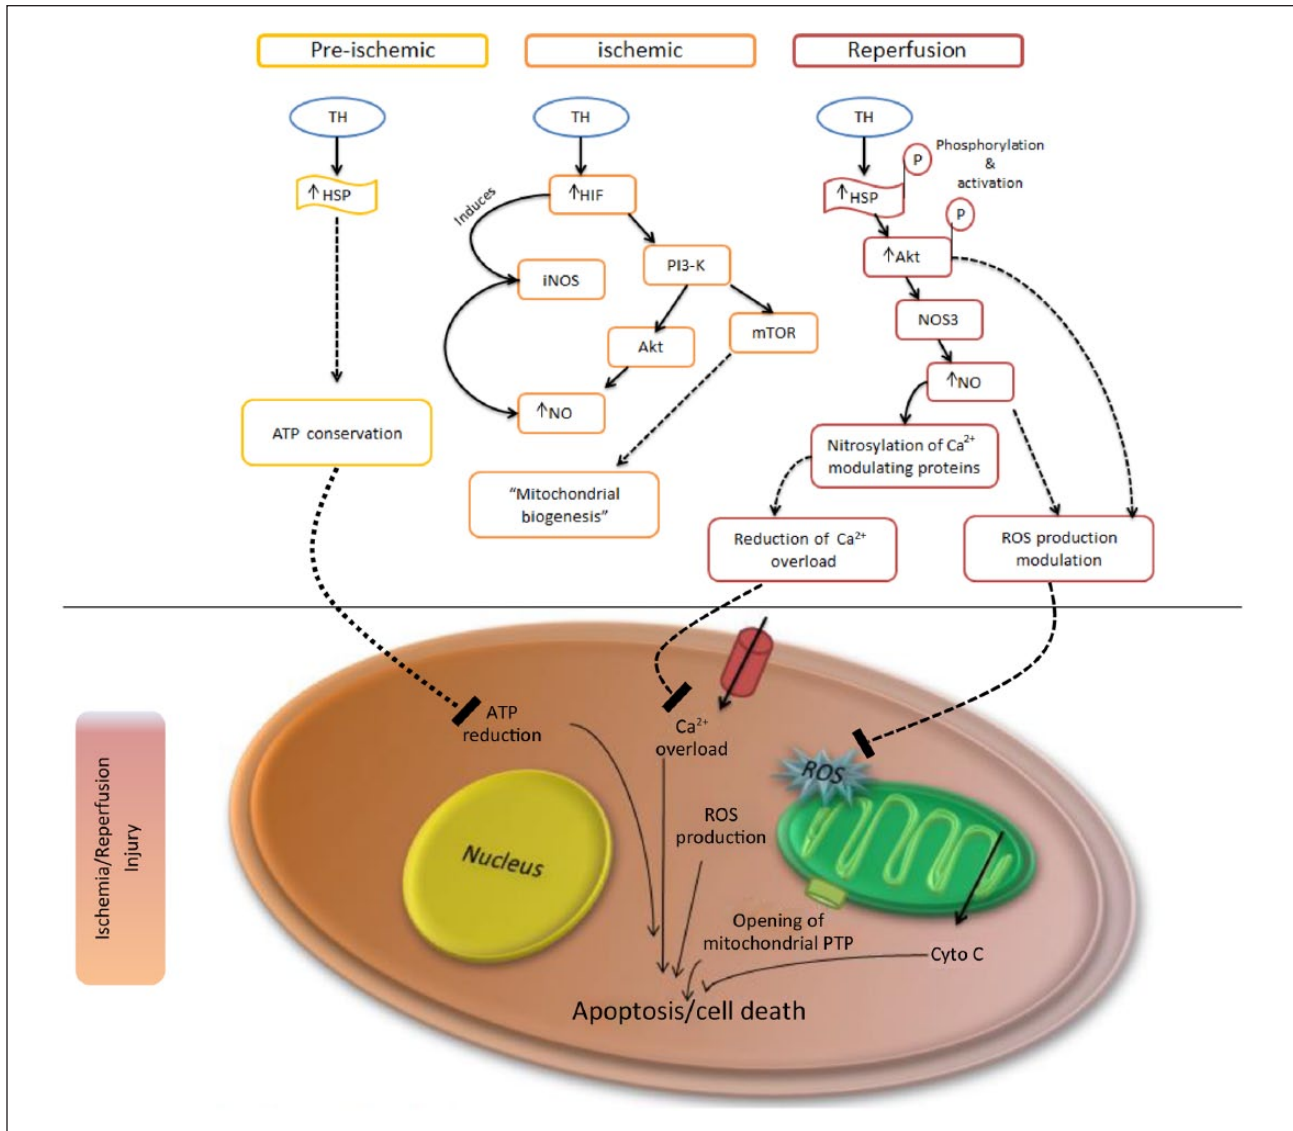 Pre-ischemic
ischemic
Reperfusion
TH
TH
TH
↑HSP
↑HIF
↑HSP
P
Phosphorylation
&
activation
P
Induces
iNOS
PI3-K
↑Akt
Akt
mTOR
NOS3
↑NO
↑NO
ATP conservation
Nitrosylation of Ca²⁺
modulating proteins
"Mitochondrial
biogenesis"
Reduction of Ca²⁺
overload
ROS production
modulation
Ischemia/Reperfusion
Injury
ATP
reduction
Ca²⁺
overload
ROS
ROS
production
Nucleus
Opening of
mitochondrial PTP
Cyto C
Apoptosis/cell death